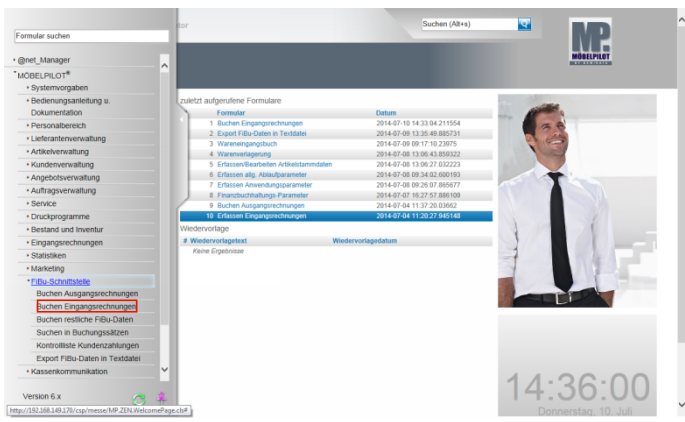 itor
Suchen (Alt+s)
MP.
MÖBELPILOT
Formular suchen
@net_Manager
MÖBELPILOT®
Systemvorgaben
Bedienungsanleitung u.
Dokumentation
Personalbereich
Lieferantenverwaltung
Artikelverwaltung
Kundenverwaltung
Angebotsverwaltung
Auftragsverwaltung
Service
Druckprogramme
Bestand und Inventur
Eingangsrechnungen
Statistiken
Marketing
FiBu-Schnittstelle
Buchen Ausgangsrechnungen
Buchen Eingangsrechnungen
Buchen restliche FiBu-Daten
Suchen in Buchungssätzen
Kontrollliste Kundenzahlungen
Export FiBu-Daten in Textdatei
Kassenkommunikation
Version 6.x
http://192.168.149.170/csp/messe/MP.ZEN.WelcomePage.cls#
zuletzt aufgerufene Formulare
Formular Datum
1 Buchen Eingangsrechnungen 2014-07-10 14:33:04.211554
2 Export FiBu-Daten in Textdatei 2014-07-09 13:35:49.885731
3 Wareneingangsbuch 2014-07-09 09:17:10.23975
4 Warenverlagerung 2014-07-08 13:06:43.859322
5 Erfassen/Bearbeiten Artikelstammdaten 2014-07-08 13:06:27.032223
6 Erfassen allg. Ablaufparameter 2014-07-08 09:34:02.600193
7 Erfassen Anwendungsparameter 2014-07-08 09:26:07.865677
8 Finanzbuchhaltungs-Parameter 2014-07-07 16:27:57.886109
9 Buchen Ausgangsrechnungen 2014-07-04 11:37:20.03662
10 Erfassen Eingangsrechnungen 2014-07-04 11:20:27.945148
Wiedervorlage
# Wiedervorlagetext Wiedervorlagedatum
Keine Ergebnisse
14:36:00
Donnerstag, 10. Juli